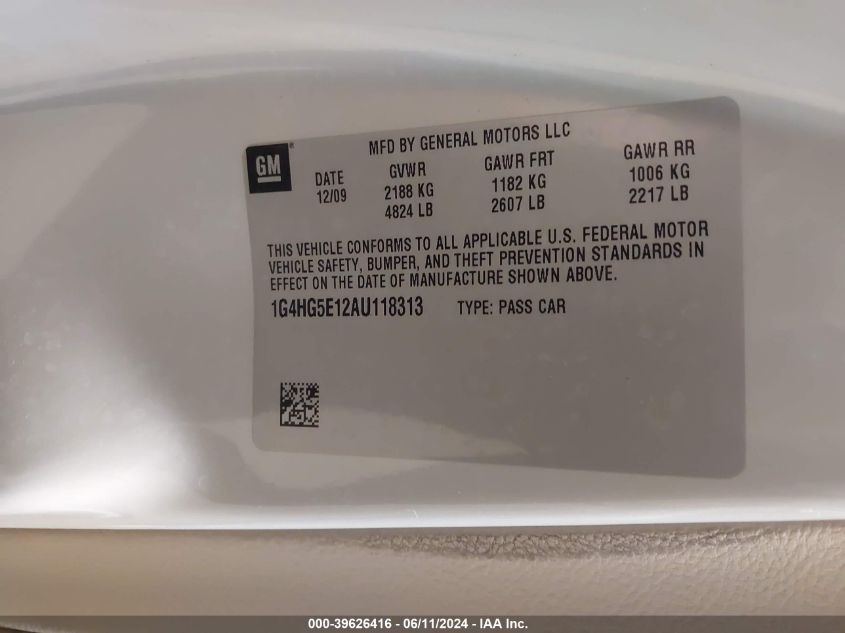 GM
MFD BY GENERAL MOTORS LLC
DATE GVWR GAWR FRT GAWR RR
12/09 2188 KG 1182 KG 1006 KG
4824 LB 2607 LB 2217 LB
THIS VEHICLE CONFORMS TO ALL APPLICABLE U.S. FEDERAL MOTOR
VEHICLE SAFETY, BUMPER, AND THEFT PREVENTION STANDARDS IN
EFFECT ON THE DATE OF MANUFACTURE SHOWN ABOVE.
1G4HG5E12AU118313 TYPE: PASS CAR
000-39626416 - 06/11/2024 - IAA Inc.